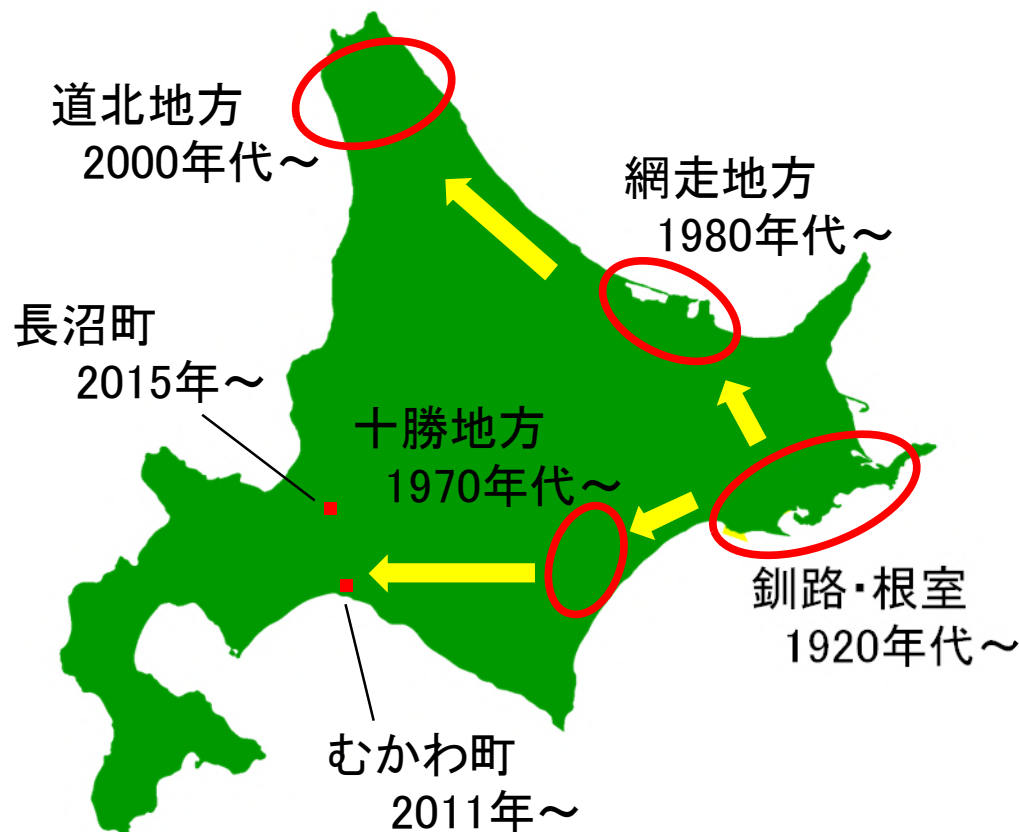 道北地方
2000年代～
網走地方
1980年代～
長沼町
2015年～
十勝地方
1970年代～
釧路・根室
1920年代～
むかわ町
2011年～